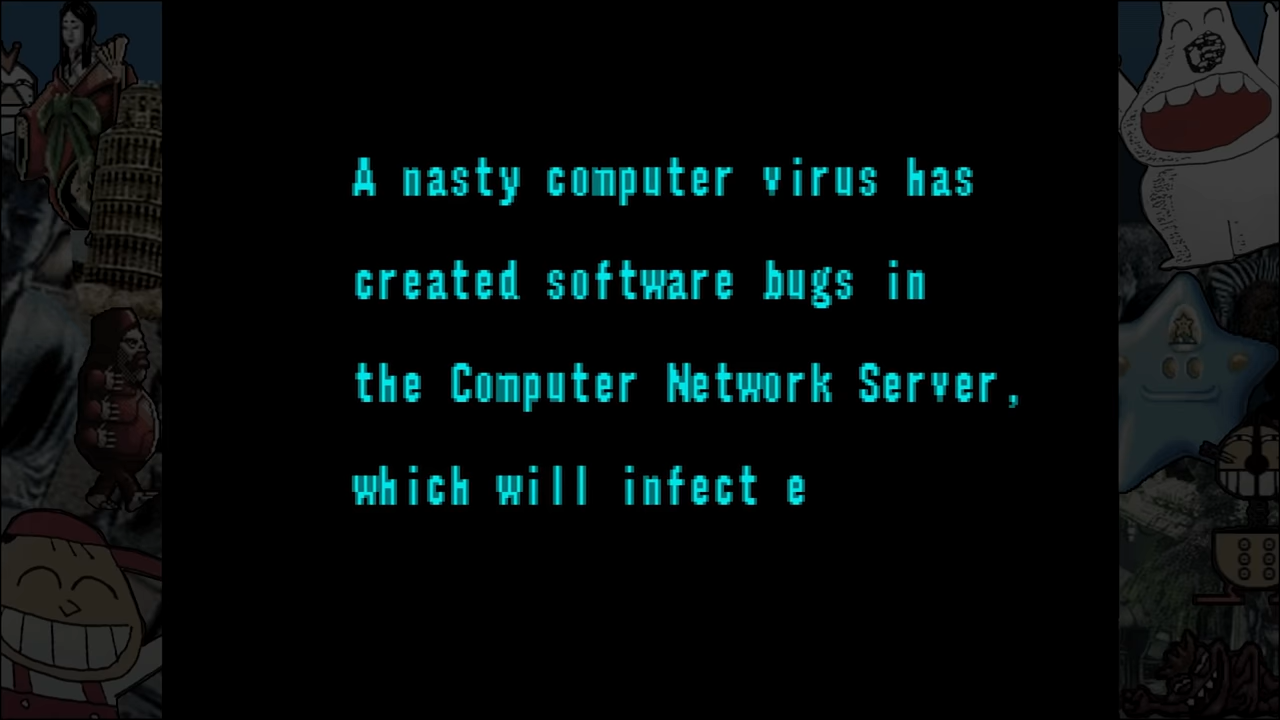 A nasty computer virus has
created software bugs in
the Computer Network Server,
which will infect e